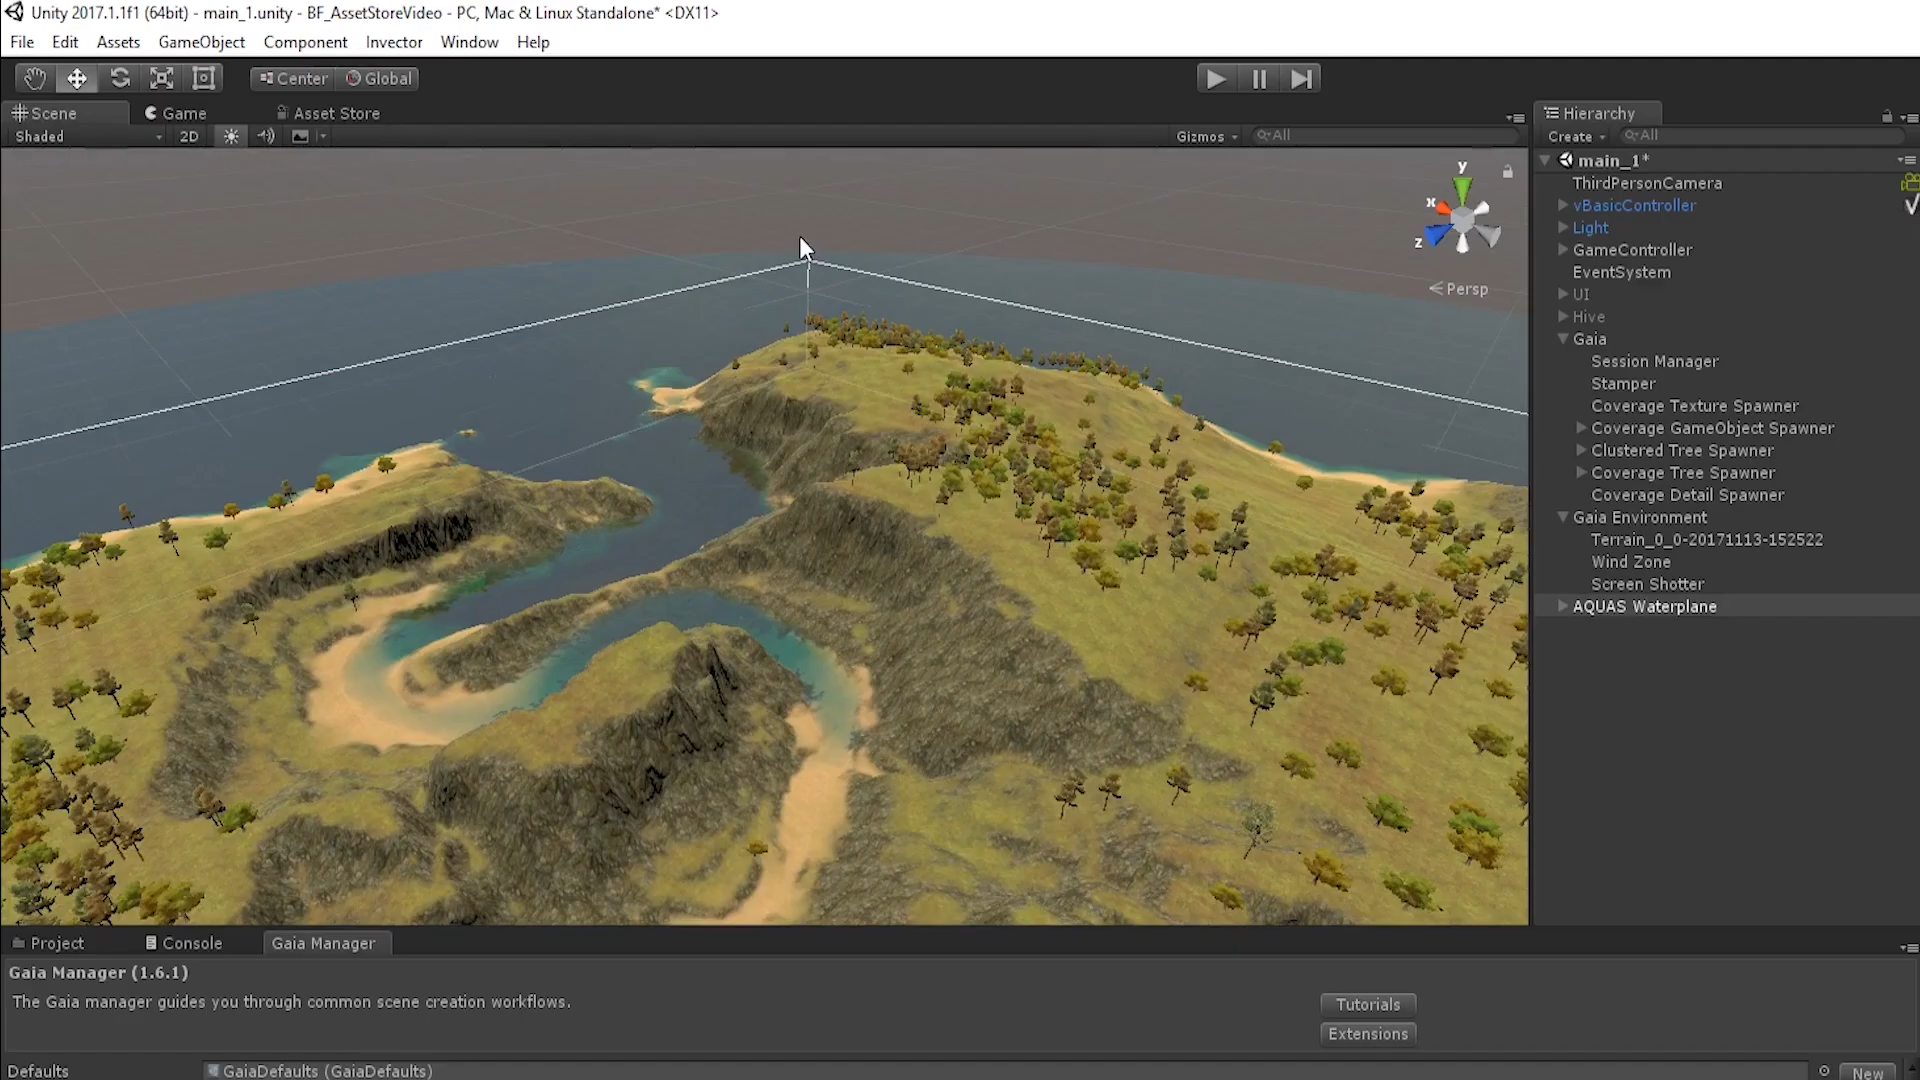 Unity 2017.1.1f1 (64bit) - main_1.unity - BF_AssetStoreVideo - PC, Mac & Linux Standalone* <DX11>
File Edit Assets GameObject Component Invector Window Help
Center Global
Scene Game Asset Store
Shaded 2D Gizmos All
y
x
z
Persp
Hierarchy
Create All
main_1*
ThirdPersonCamera
vBasicController
Light
GameController
EventSystem
UI
Hive
Gaia
Session Manager
Stamper
Coverage Texture Spawner
Coverage GameObject Spawner
Clustered Tree Spawner
Coverage Tree Spawner
Coverage Detail Spawner
Gaia Environment
Terrain_0_0-20171113-152522
Wind Zone
Screen Shotter
AQUAS Waterplane
Project Console Gaia Manager
Gaia Manager (1.6.1)
The Gaia manager guides you through common scene creation workflows.
Tutorials
Extensions
Defaults GaiaDefaults (GaiaDefaults) New